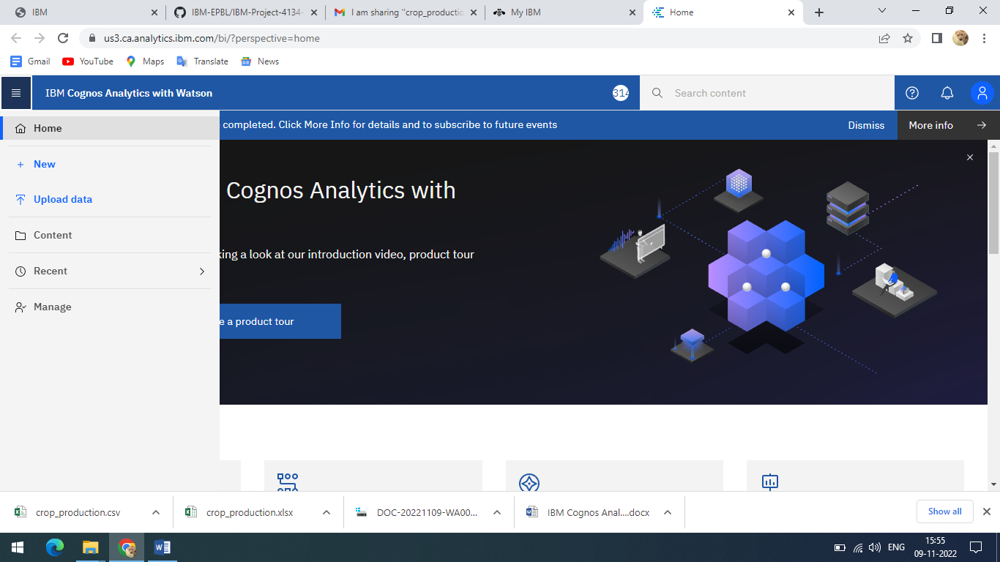 IBM
IBM-EPBL/IBM-Project-4134-
I am sharing "crop_productio
My IBM
Home
us3.ca.analytics.ibm.com/bi/?perspective=home
Gmail
YouTube
Maps
Translate
News
IBM Cognos Analytics with Watson
314
Search content
Home
completed. Click More Info for details and to subscribe to future events
Dismiss
More info
New
Upload data
Content
Recent
Manage
Cognos Analytics with
king a look at our introduction video, product tour
e a product tour
crop_production.csv
crop_production.xlsx
DOC-20221109-WA00...
IBM Cognos Anal....docx
Show all
ENG
15:55
09-11-2022